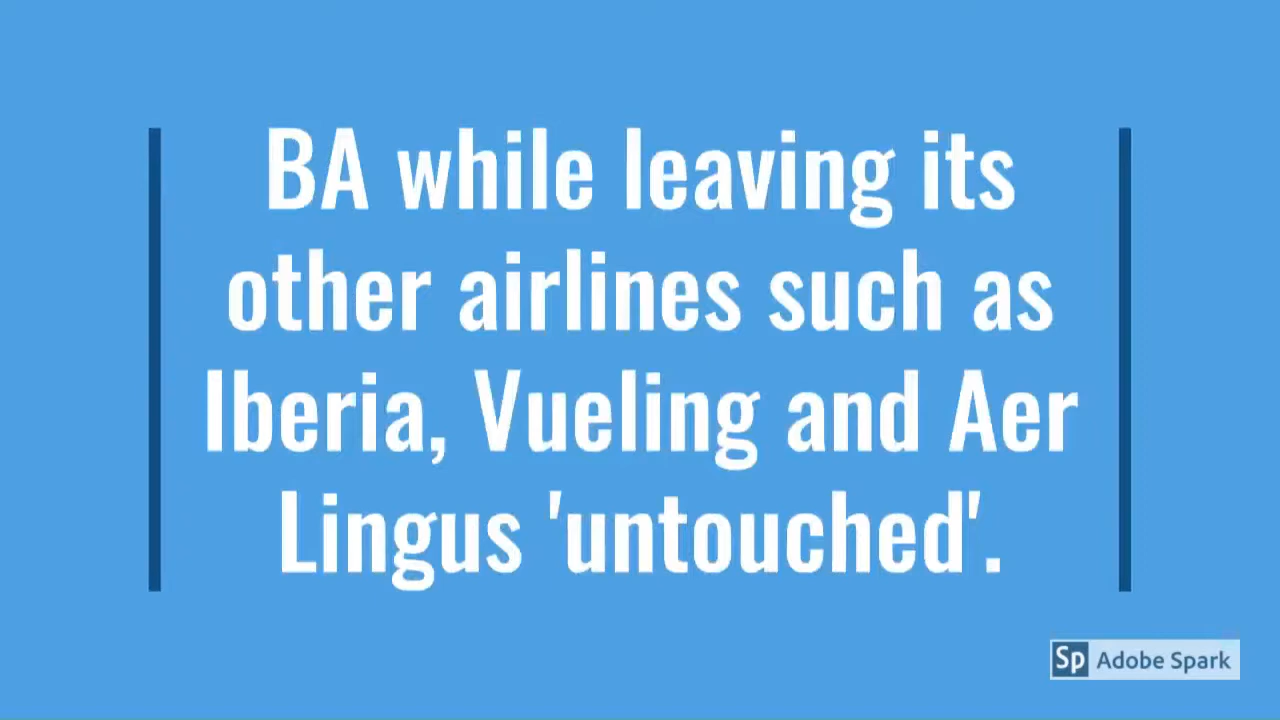 BA while leaving its
other airlines such as
Iberia, Vueling and Aer
Lingus 'untouched'.
Sp Adobe Spark